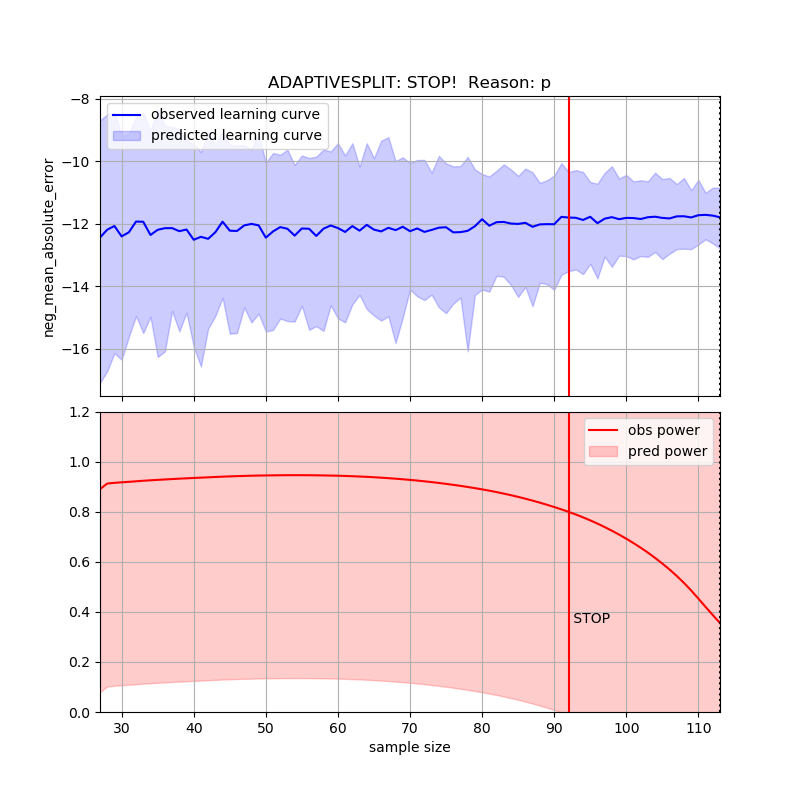 ADAPTIVESPLIT: STOP!  Reason: p
observed learning curve
predicted learning curve
neg_mean_absolute_error
−8
−10
−12
−14
−16
obs power
pred power
STOP
1.2
1.0
0.8
0.6
0.4
0.2
0.0
30 40 50 60 70 80 90 100 110
sample size